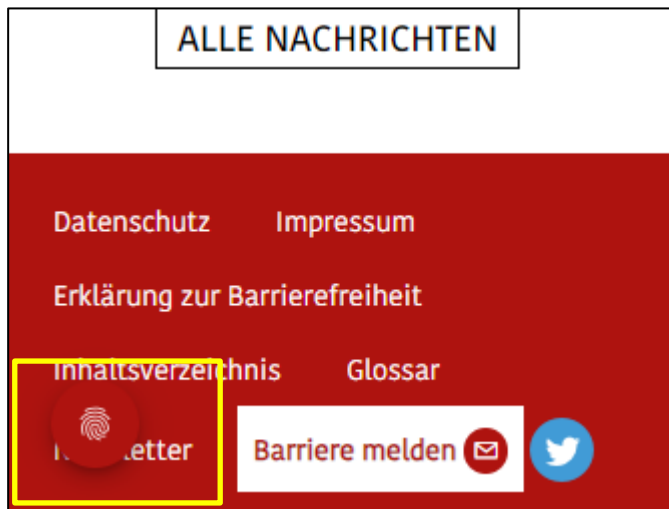 ALLE NACHRICHTEN
Datenschutz Impressum
Erklärung zur Barrierefreiheit
Inhaltsverzeichnis Glossar
Barriere melden